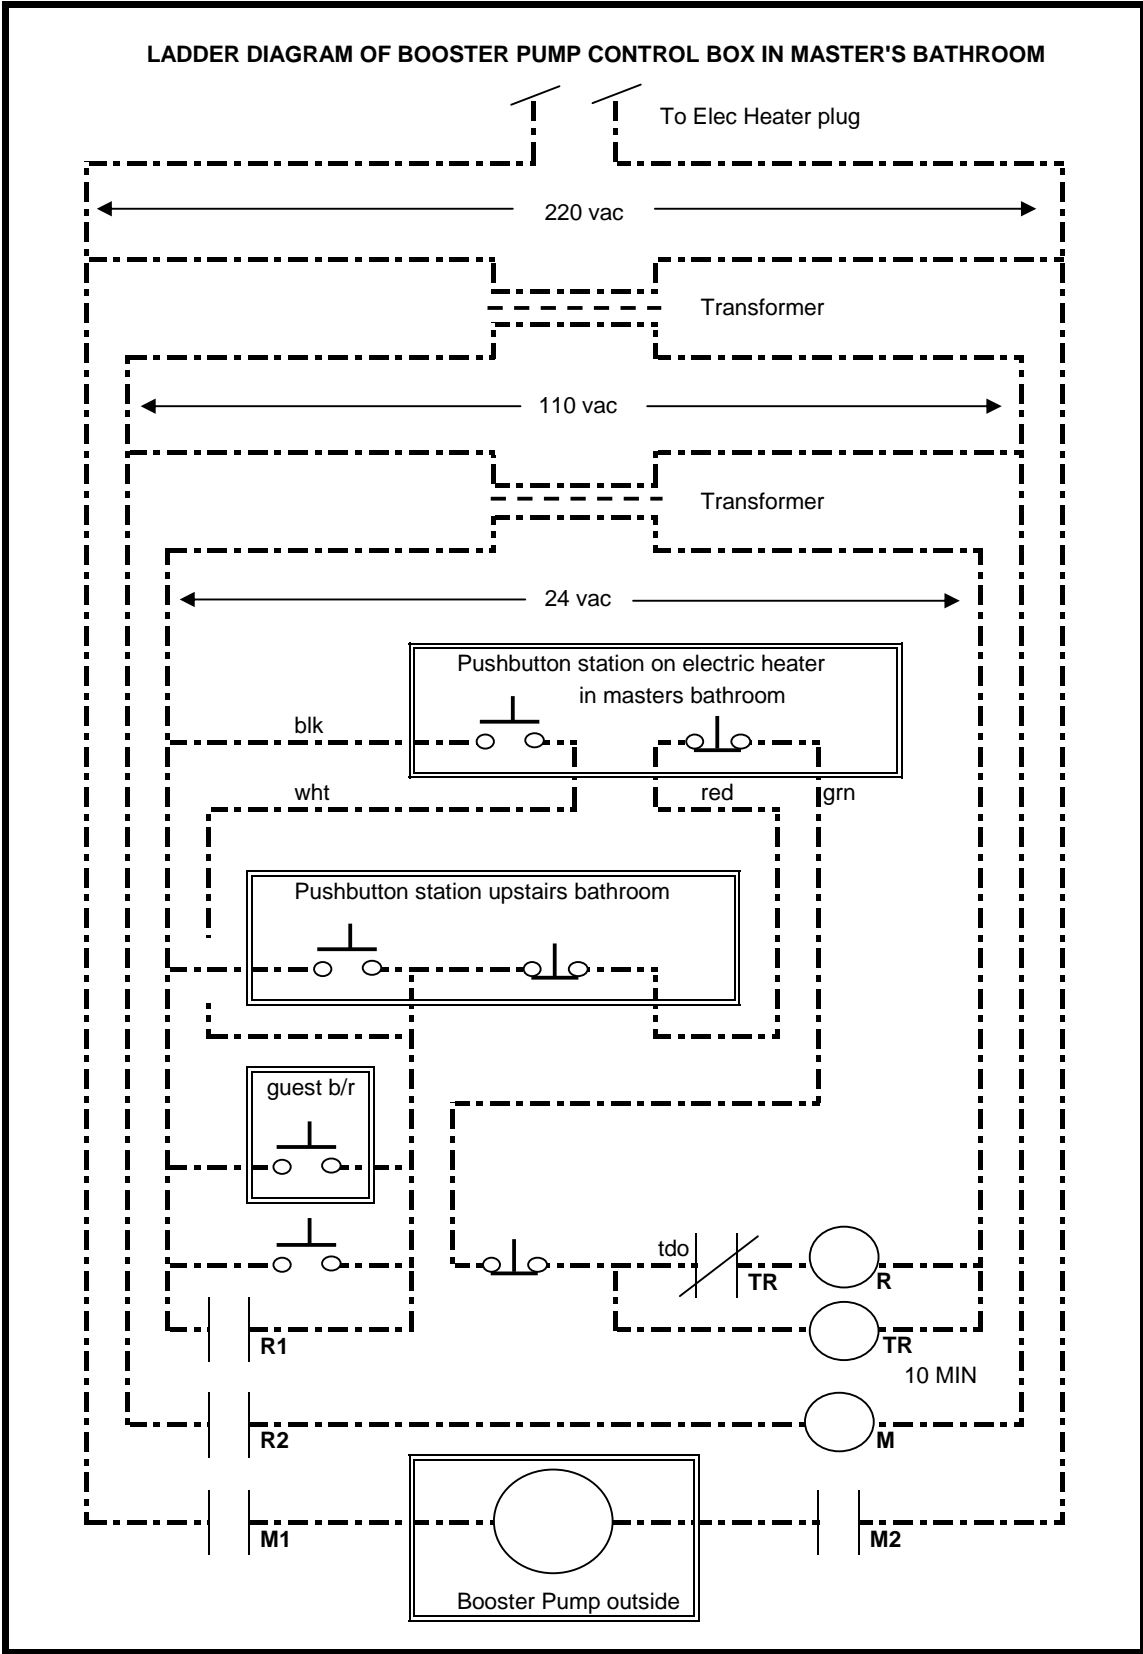 LADDER DIAGRAM OF BOOSTER PUMP CONTROL BOX IN MASTER'S BATHROOM
To Elec Heater plug
220 vac
Transformer
110 vac
Transformer
24 vac
Pushbutton station on electric heater
in masters bathroom
blk
wht
red
grn
Pushbutton station upstairs bathroom
guest b/r
tdo
TR
R
R1
TR
10 MIN
R2
M
M1
M2
Booster Pump outside